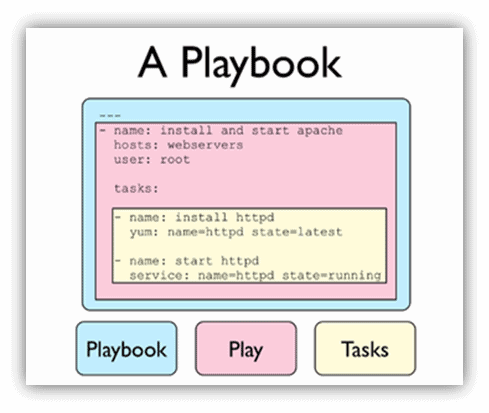 A Playbook
---
- name: install and start apache
hosts: webservers
user: root
tasks:
- name: install httpd
yum: name=httpd state=latest
- name: start httpd
service: name=httpd state=running
Playbook
Play
Tasks